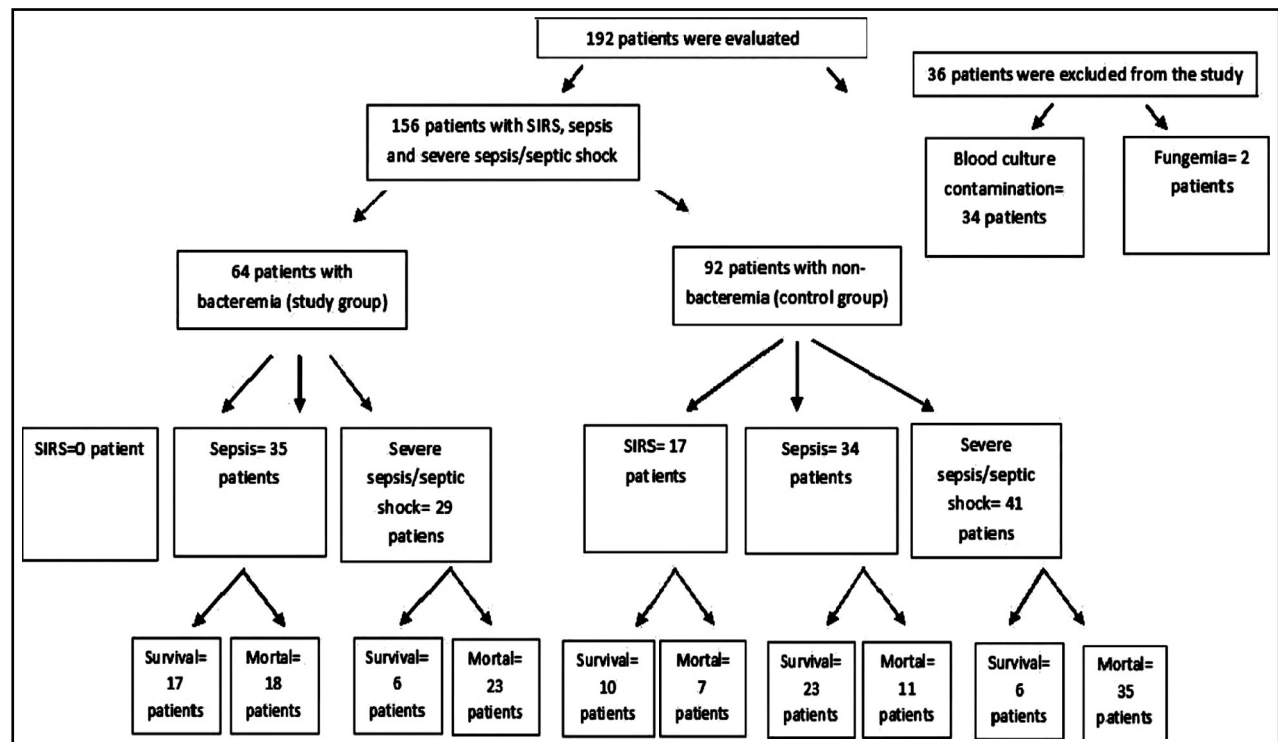 192 patients were evaluated
36 patients were excluded from the study
156 patients with SIRS, sepsis
and severe sepsis/septic shock
Blood culture
contamination=
34 patients
Fungemia= 2
patients
64 patients with
bacteremia (study group)
92 patients with non-
bacteremia (control group)
SIRS=0 patient
Sepsis= 35
patients
Severe
sepsis/septic
shock= 29
patiens
SIRS= 17
patients
Sepsis= 34
patients
Severe
sepsis/septic
shock= 41
patiens
Survival=
17
patients
Mortal=
18
patients
Survival=
6
patients
Mortal=
23
patients
Survival=
10
patients
Mortal=
7
patients
Survival=
23
patients
Mortal=
11
patients
Survival=
6
patients
Mortal=
35
patients